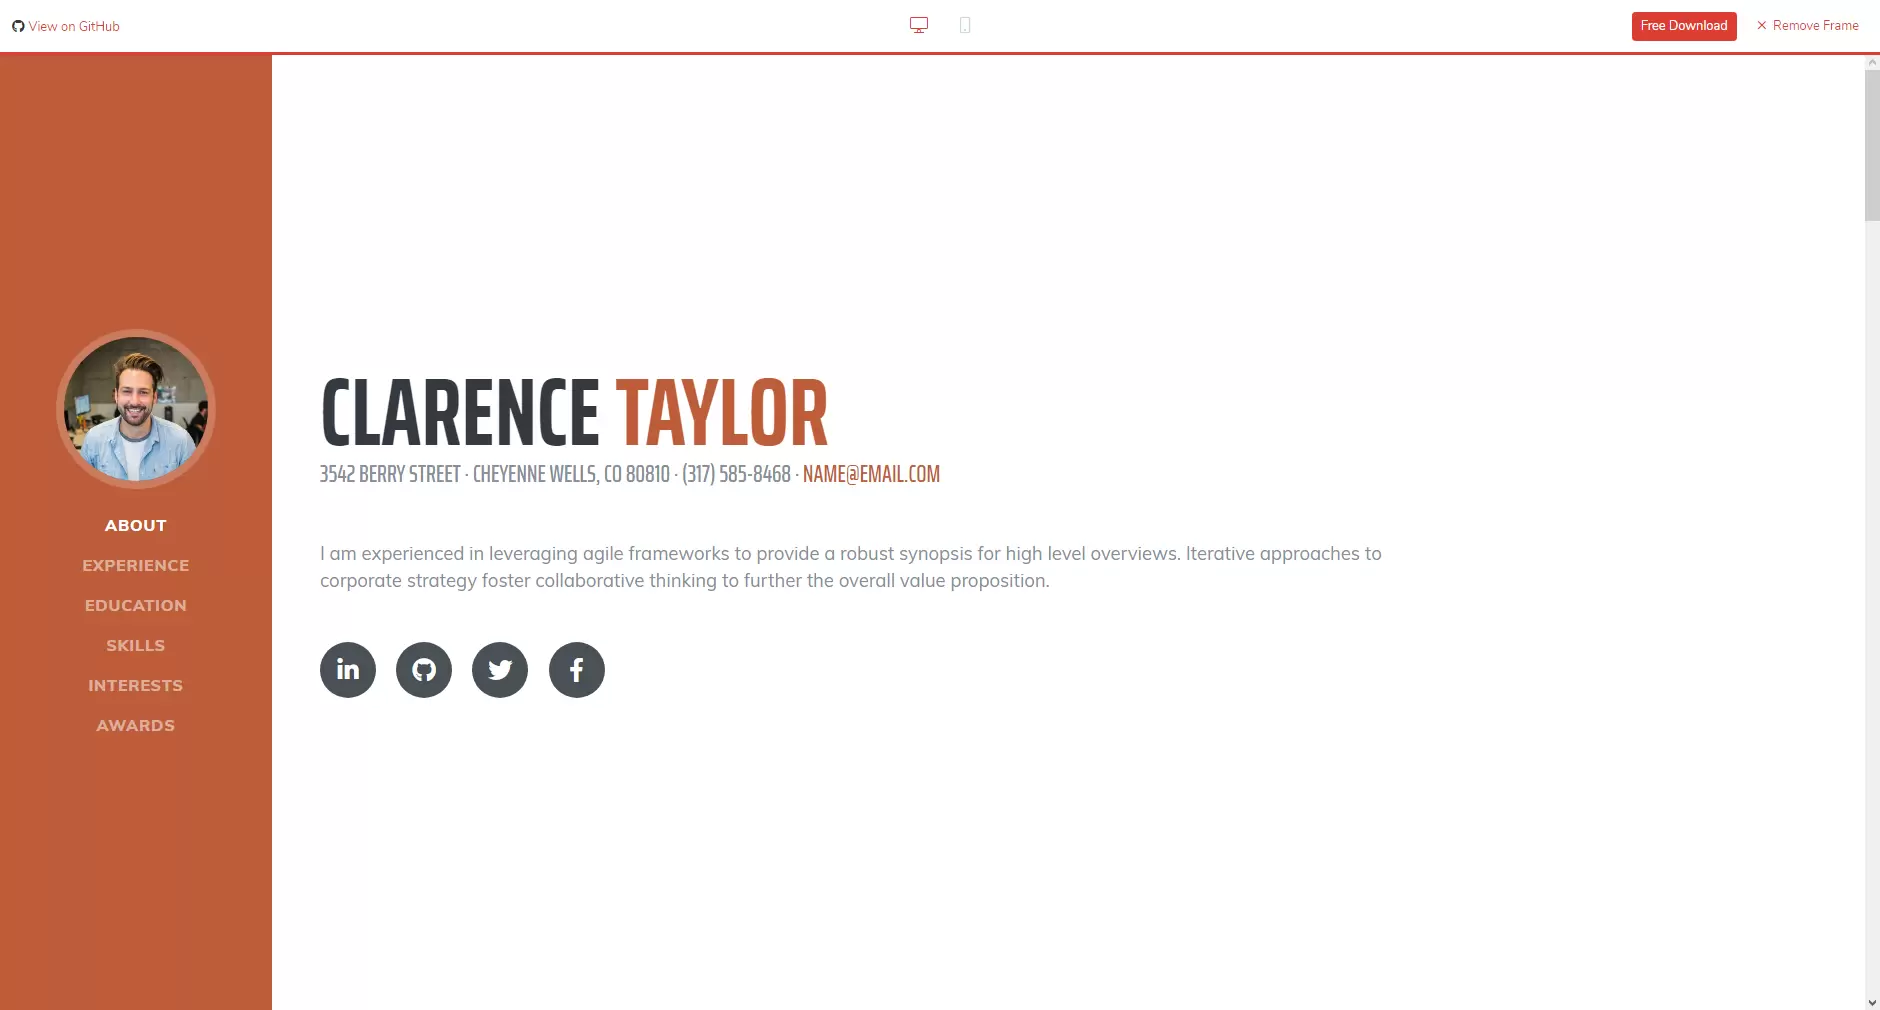 View on GitHub
Free Download
Remove Frame
ABOUT
EXPERIENCE
EDUCATION
SKILLS
INTERESTS
AWARDS
CLARENCE TAYLOR
3542 BERRY STREET · CHEYENNE WELLS, CO 80810 · (317) 585-8468 · NAME@EMAIL.COM
I am experienced in leveraging agile frameworks to provide a robust synopsis for high level overviews. Iterative approaches to
corporate strategy foster collaborative thinking to further the overall value proposition.